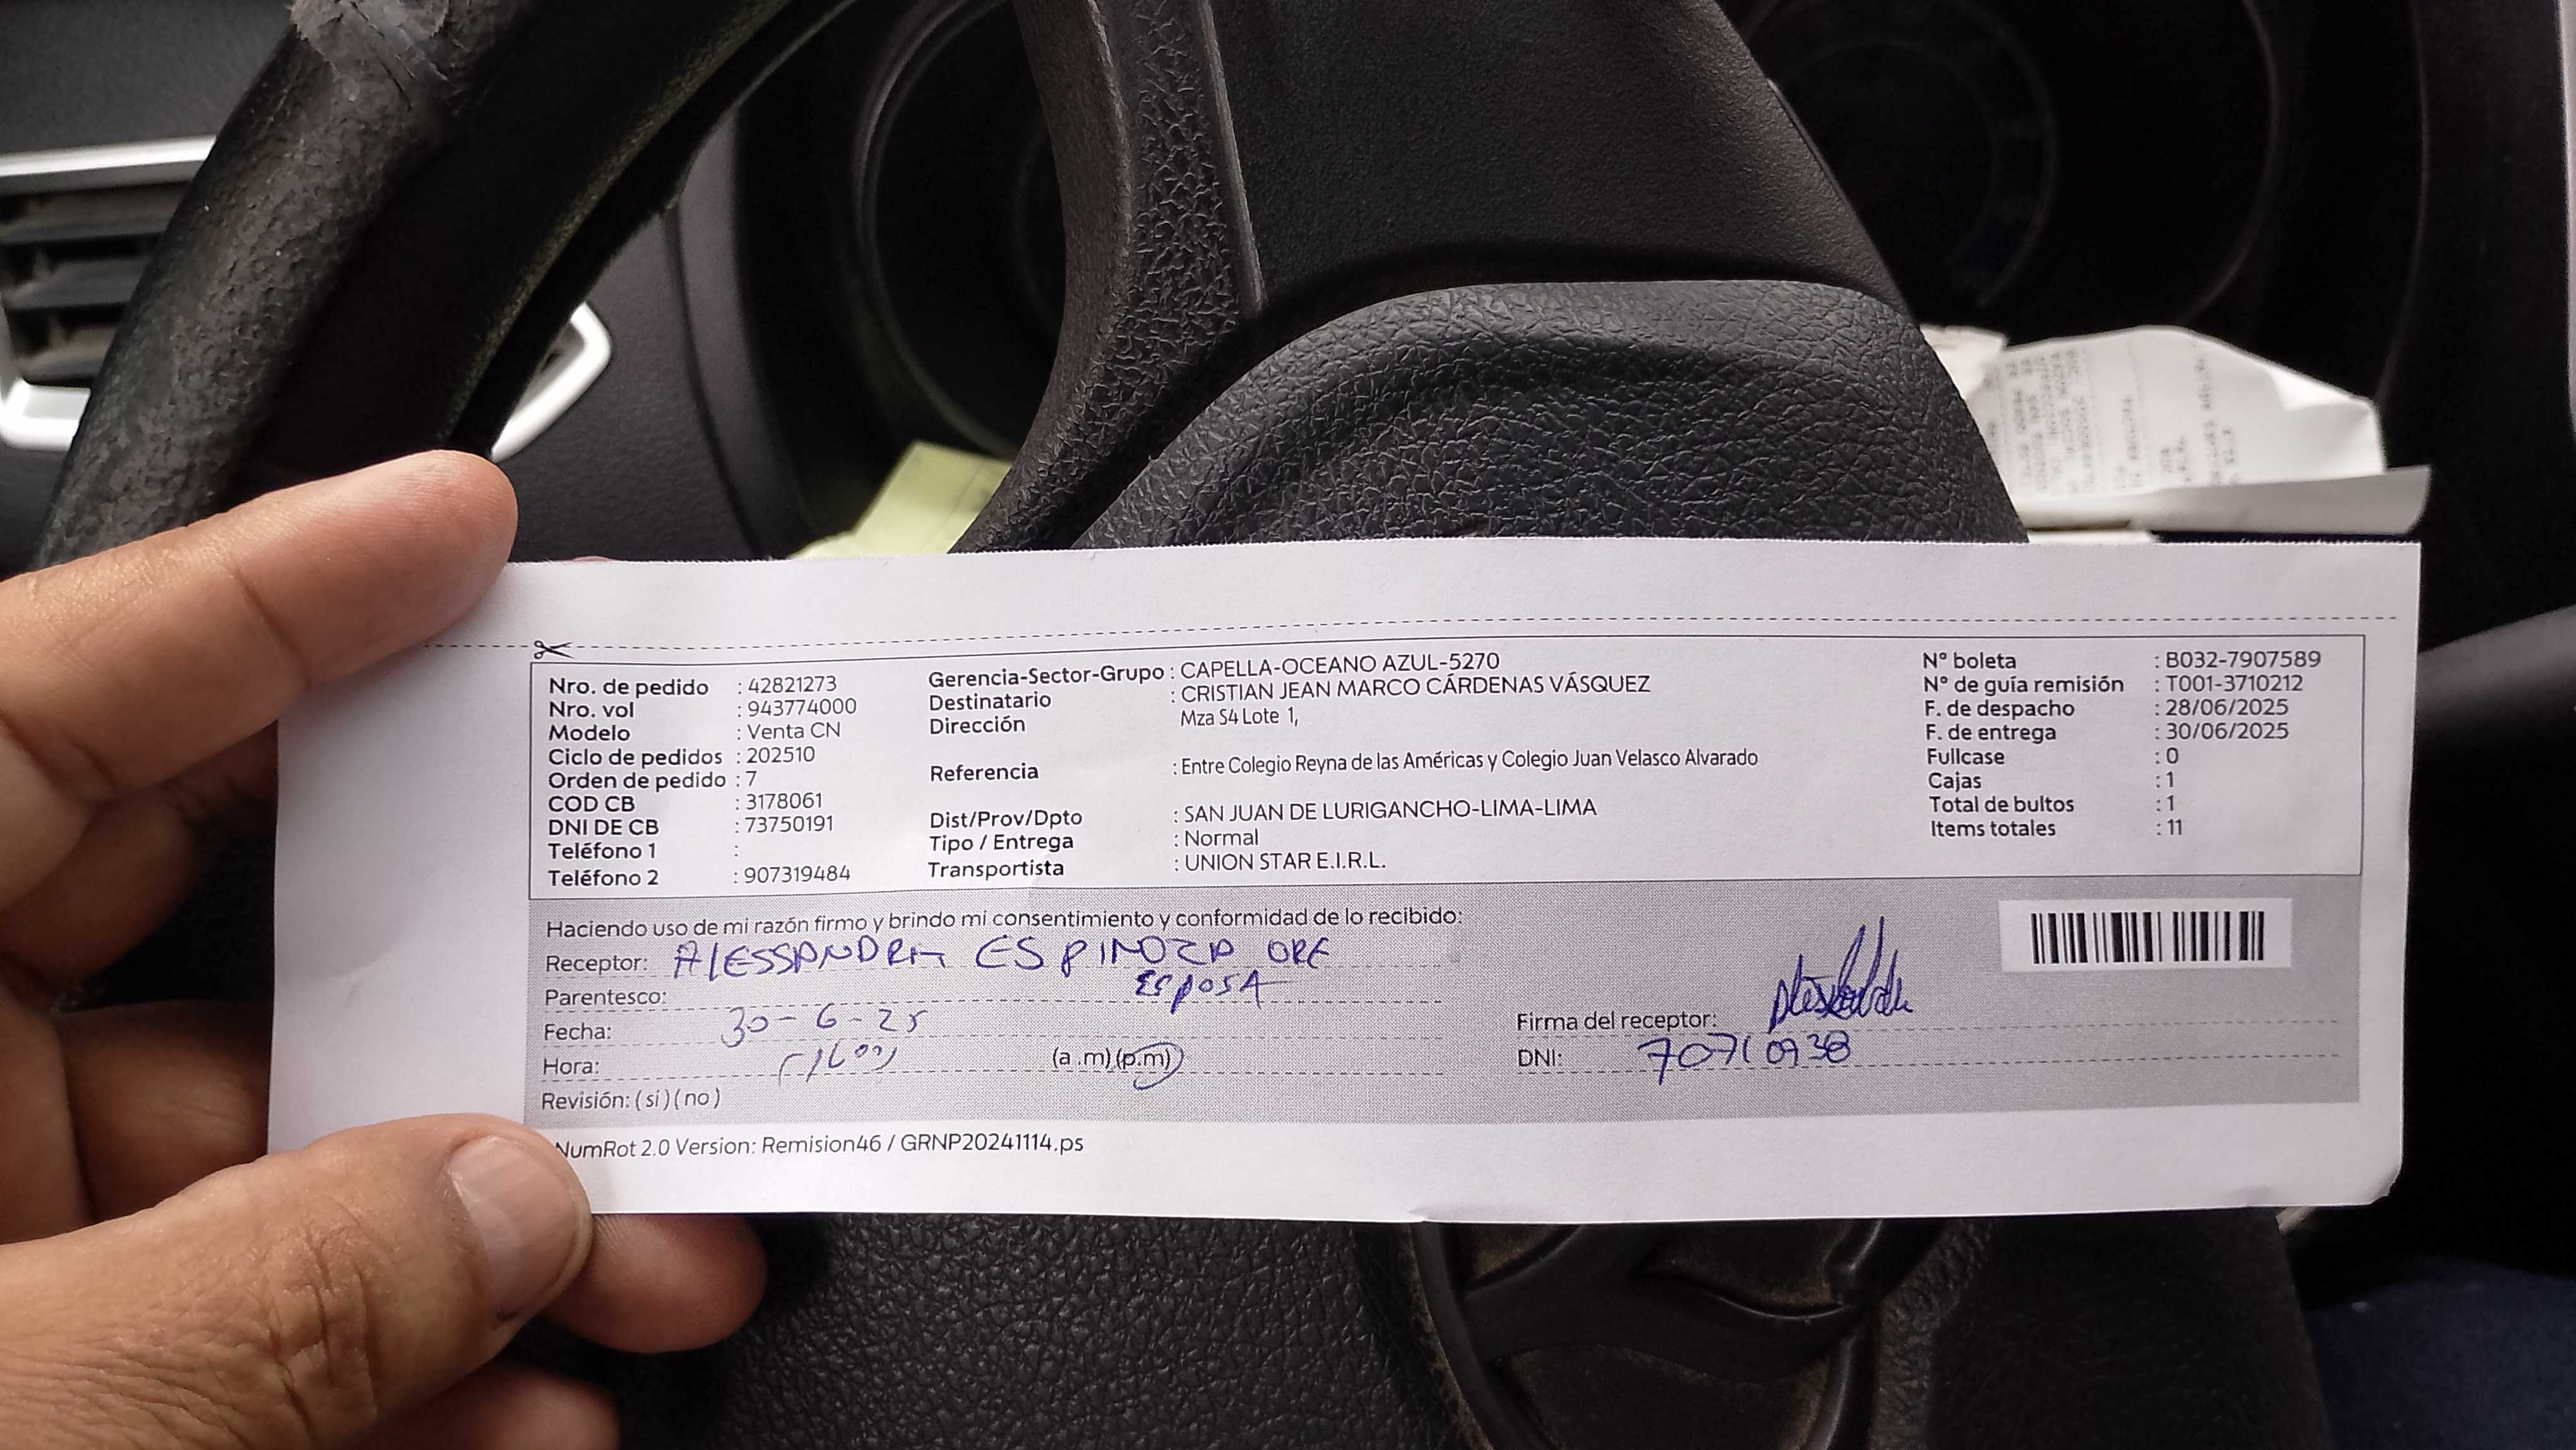 Nro. de pedido : 42821273
Nro. vol : 943774000
Modelo : Venta CN
Ciclo de pedidos : 202510
Orden de pedido : 7
COD CB : 3178061
DNI DE CB : 73750191
Teléfono 1 :
Teléfono 2 : 907319484
Gerencia-Sector-Grupo : CAPELLA-OCEANO AZUL-5270
Destinatario : CRISTIAN JEAN MARCO CÁRDENAS VÁSQUEZ
Dirección Mza S4 Lote 1,
Referencia : Entre Colegio Reyna de las Américas y Colegio Juan Velasco Alvarado
Dist/Prov/Dpto : SAN JUAN DE LURIGANCHO-LIMA-LIMA
Tipo / Entrega : Normal
Transportista : UNION STAR E.I.R.L.
N° boleta : B032-7907589
N° de guía remisión : T001-3710212
F. de despacho : 28/06/2025
F. de entrega : 30/06/2025
Fullcase : 0
Cajas : 1
Total de bultos : 1
Items totales : 11
Haciendo uso de mi razón firmo y brindo mi consentimiento y conformidad de lo recibido:
Receptor: ALESSANDRA ESPINOZA ORE
Parentesco: ESPOSA
Fecha: 30-6-25
Hora: (a.m)(p.m)
Revisión: (si)(no)
Firma del receptor:
DNI: 70710938
NumRot 2.0 Version: Remision46 / GRNP20241114.ps